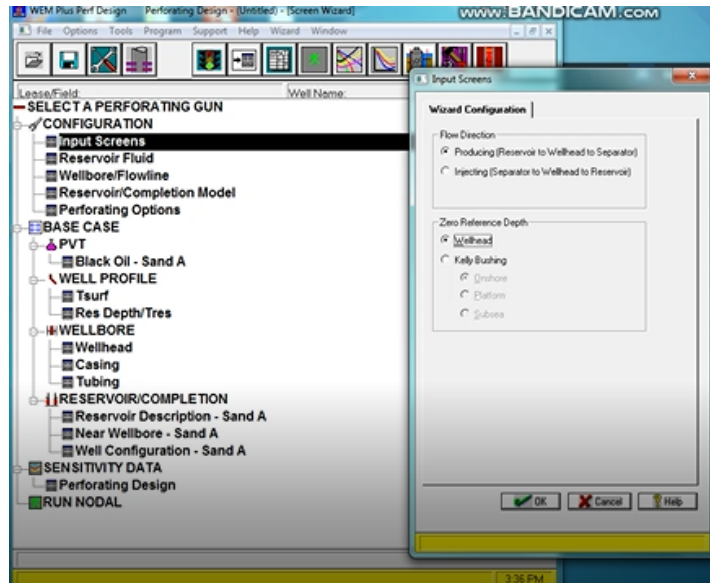 WEM Plus Perf Design Perforating Design - (Untitled) - [Screen Wizard]
www.BANDICAM.com
File Options Tools Program Support Help Wizard Window
Lease/Field: Well Name:
SELECT A PERFORATING GUN
CONFIGURATION
Input Screens
Reservoir Fluid
Wellbore/Flowline
Reservoir/Completion Model
Perforating Options
BASE CASE
PVT
Black Oil - Sand A
WELL PROFILE
Tsurf
Res Depth/Tres
WELLBORE
Wellhead
Casing
Tubing
RESERVOIR/COMPLETION
Reservoir Description - Sand A
Near Wellbore - Sand A
Well Configuration - Sand A
SENSITIVITY DATA
Perforating Design
RUN NODAL
3:36 PM
Input Screens
Wizard Configuration
Flow Direction
Producing (Reservoir to Wellhead to Separator)
Injecting (Separator to Wellhead to Reservoir)
Zero Reference Depth
Wellhead
Kelly Bushing
Onshore
Platform
Subsea
OK Cancel Help